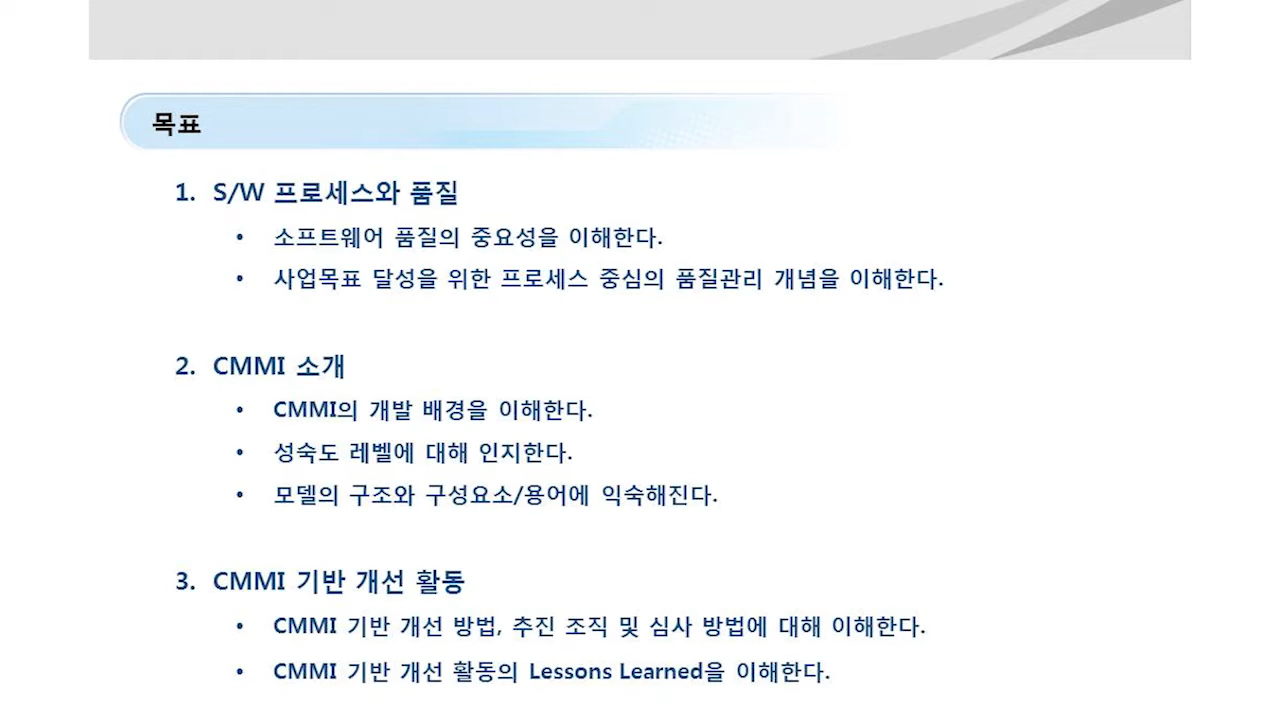 목표
1. S/W 프로세스와 품질
• 소프트웨어 품질의 중요성을 이해한다.
• 사업목표 달성을 위한 프로세스 중심의 품질관리 개념을 이해한다.
2. CMMI 소개
• CMMI의 개발 배경을 이해한다.
• 성숙도 레벨에 대해 인지한다.
• 모델의 구조와 구성요소/용어에 익숙해진다.
3. CMMI 기반 개선 활동
• CMMI 기반 개선 방법, 추진 조직 및 심사 방법에 대해 이해한다.
• CMMI 기반 개선 활동의 Lessons Learned을 이해한다.